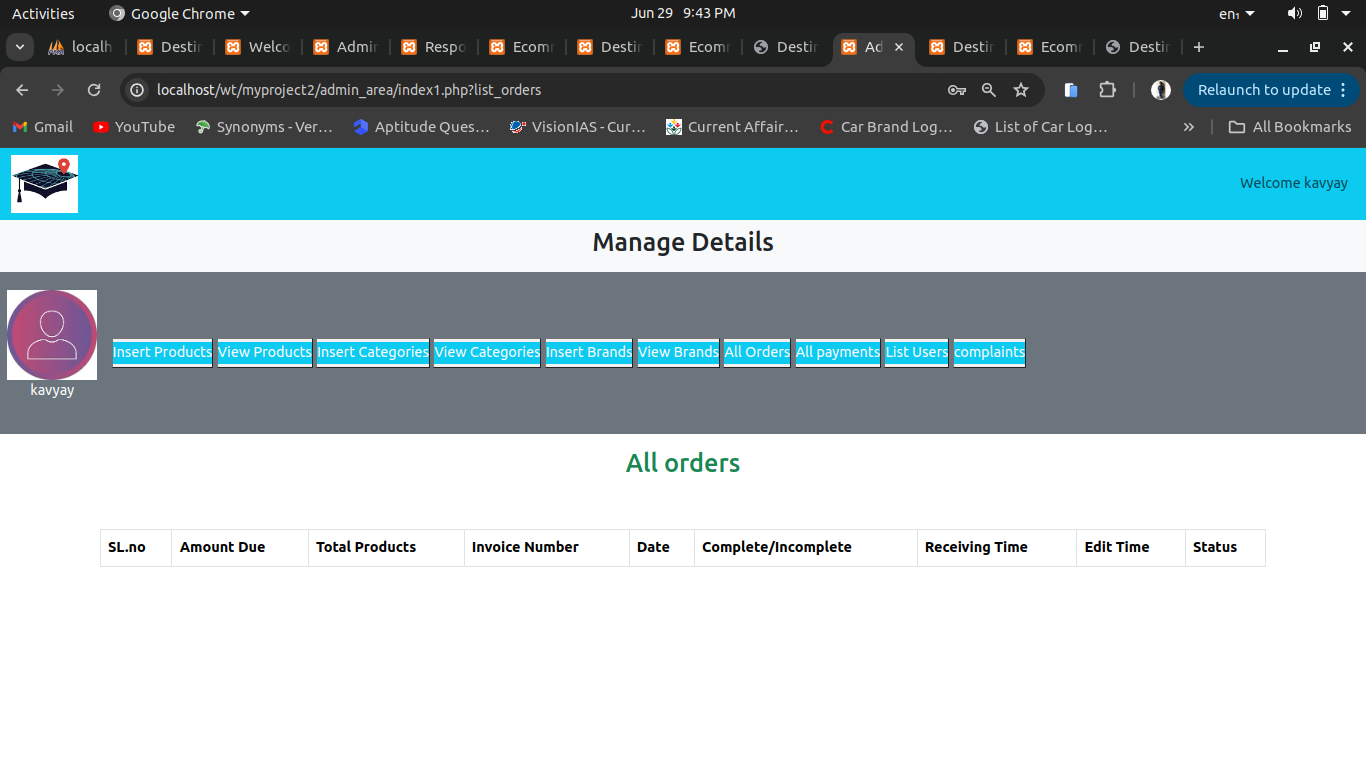 Activities Google Chrome Jun 29 9:43 PM en₁
localh Destir Welco Admir Respo Ecomr Destir Ecomr Destir Ad Destir Ecomr Destir
localhost/wt/myproject2/admin_area/index1.php?list_orders Relaunch to update
Gmail YouTube Synonyms - Ver… Aptitude Ques… VisionIAS - Cur… Current Affair… Car Brand Log… List of Car Log… » All Bookmarks
Welcome kavyay
Manage Details
Insert Products View Products Insert Categories View Categories Insert Brands View Brands All Orders All payments List Users complaints
kavyay
All orders
SL.no Amount Due Total Products Invoice Number Date Complete/Incomplete Receiving Time Edit Time Status